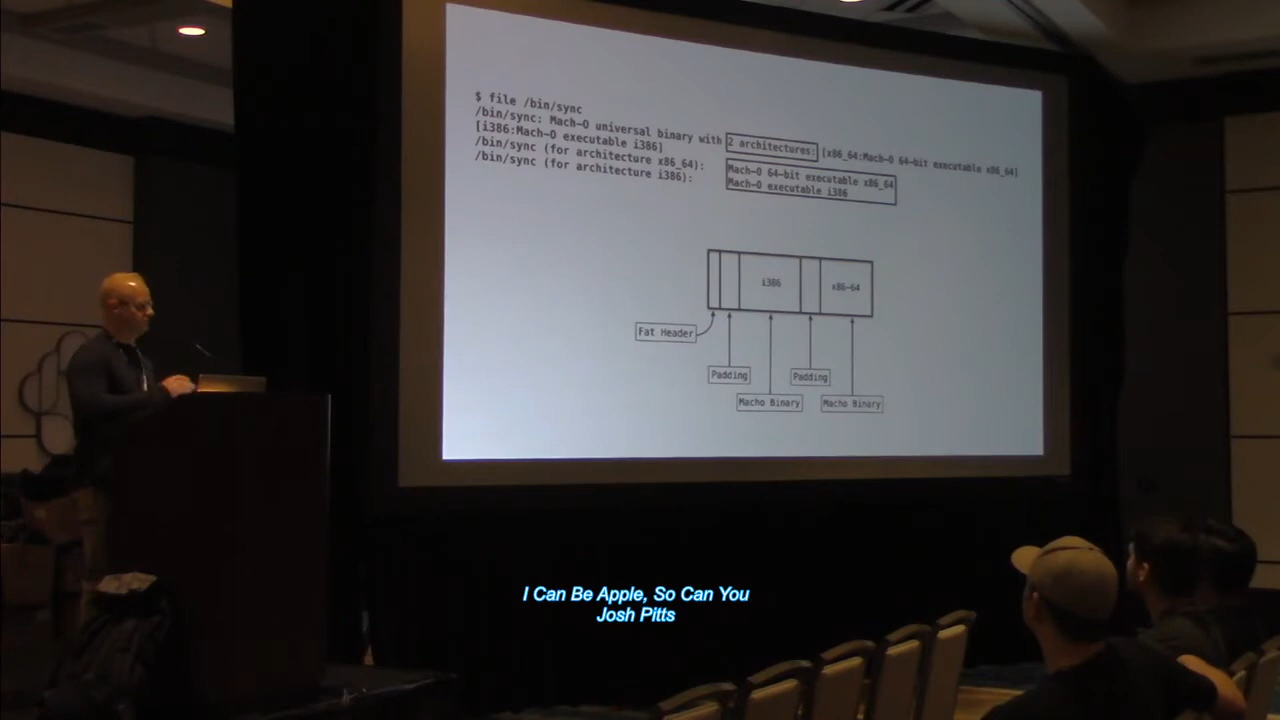 $ file /bin/sync
/bin/sync: Mach-O universal binary with 2 architectures: [x86_64:Mach-O 64-bit executable x86_64]
[i386:Mach-O executable i386]
/bin/sync (for architecture x86_64): Mach-O 64-bit executable x86_64
/bin/sync (for architecture i386): Mach-O executable i386
i386
x86-64
Fat Header
Padding
Padding
Macho Binary
Macho Binary
I Can Be Apple, So Can You
Josh Pitts